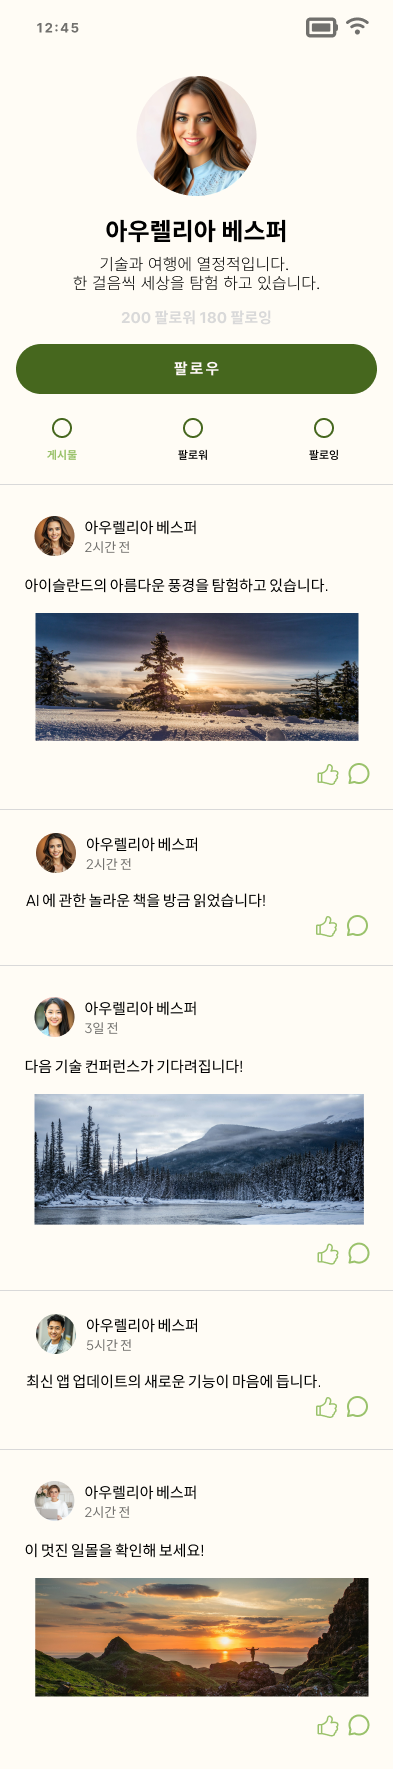 12:45
아우렐리아 베스퍼
기술과 여행에 열정적입니다.
한 걸음씩 세상을 탐험 하고 있습니다.
200 팔로워 180 팔로잉
팔로우
게시물 팔로워 팔로잉
아우렐리아 베스퍼
2시간 전
아이슬란드의 아름다운 풍경을 탐험하고 있습니다.
아우렐리아 베스퍼
2시간 전
AI 에 관한 놀라운 책을 방금 읽었습니다!
아우렐리아 베스퍼
3일 전
다음 기술 컨퍼런스가 기다려집니다!
아우렐리아 베스퍼
5시간 전
최신 앱 업데이트의 새로운 기능이 마음에 듭니다.
아우렐리아 베스퍼
2시간 전
이 멋진 일몰을 확인해 보세요!